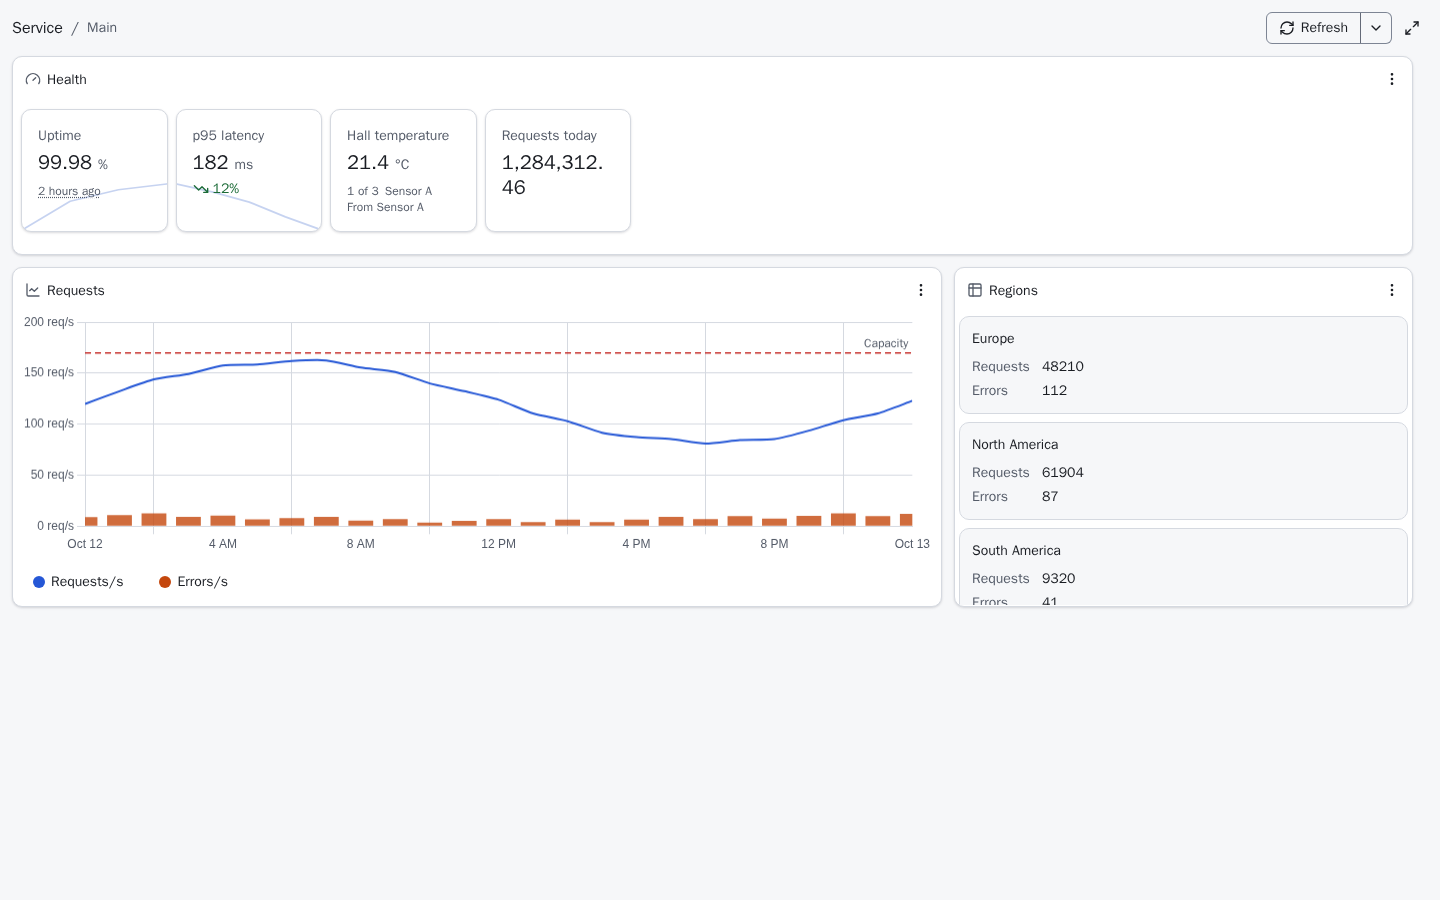 Service / Main
Refresh
Health
Uptime
99.98 %
2 hours ago
p95 latency
182 ms
12%
Hall temperature
21.4 °C
1 of 3 Sensor A
From Sensor A
Requests today
1,284,312.
46
Requests
200 req/s
150 req/s
100 req/s
50 req/s
0 req/s
Capacity
Oct 12
4 AM
8 AM
12 PM
4 PM
8 PM
Oct 13
Requests/s
Errors/s
Regions
Europe
Requests 48210
Errors 112
North America
Requests 61904
Errors 87
South America
Requests 9320
Errors 41